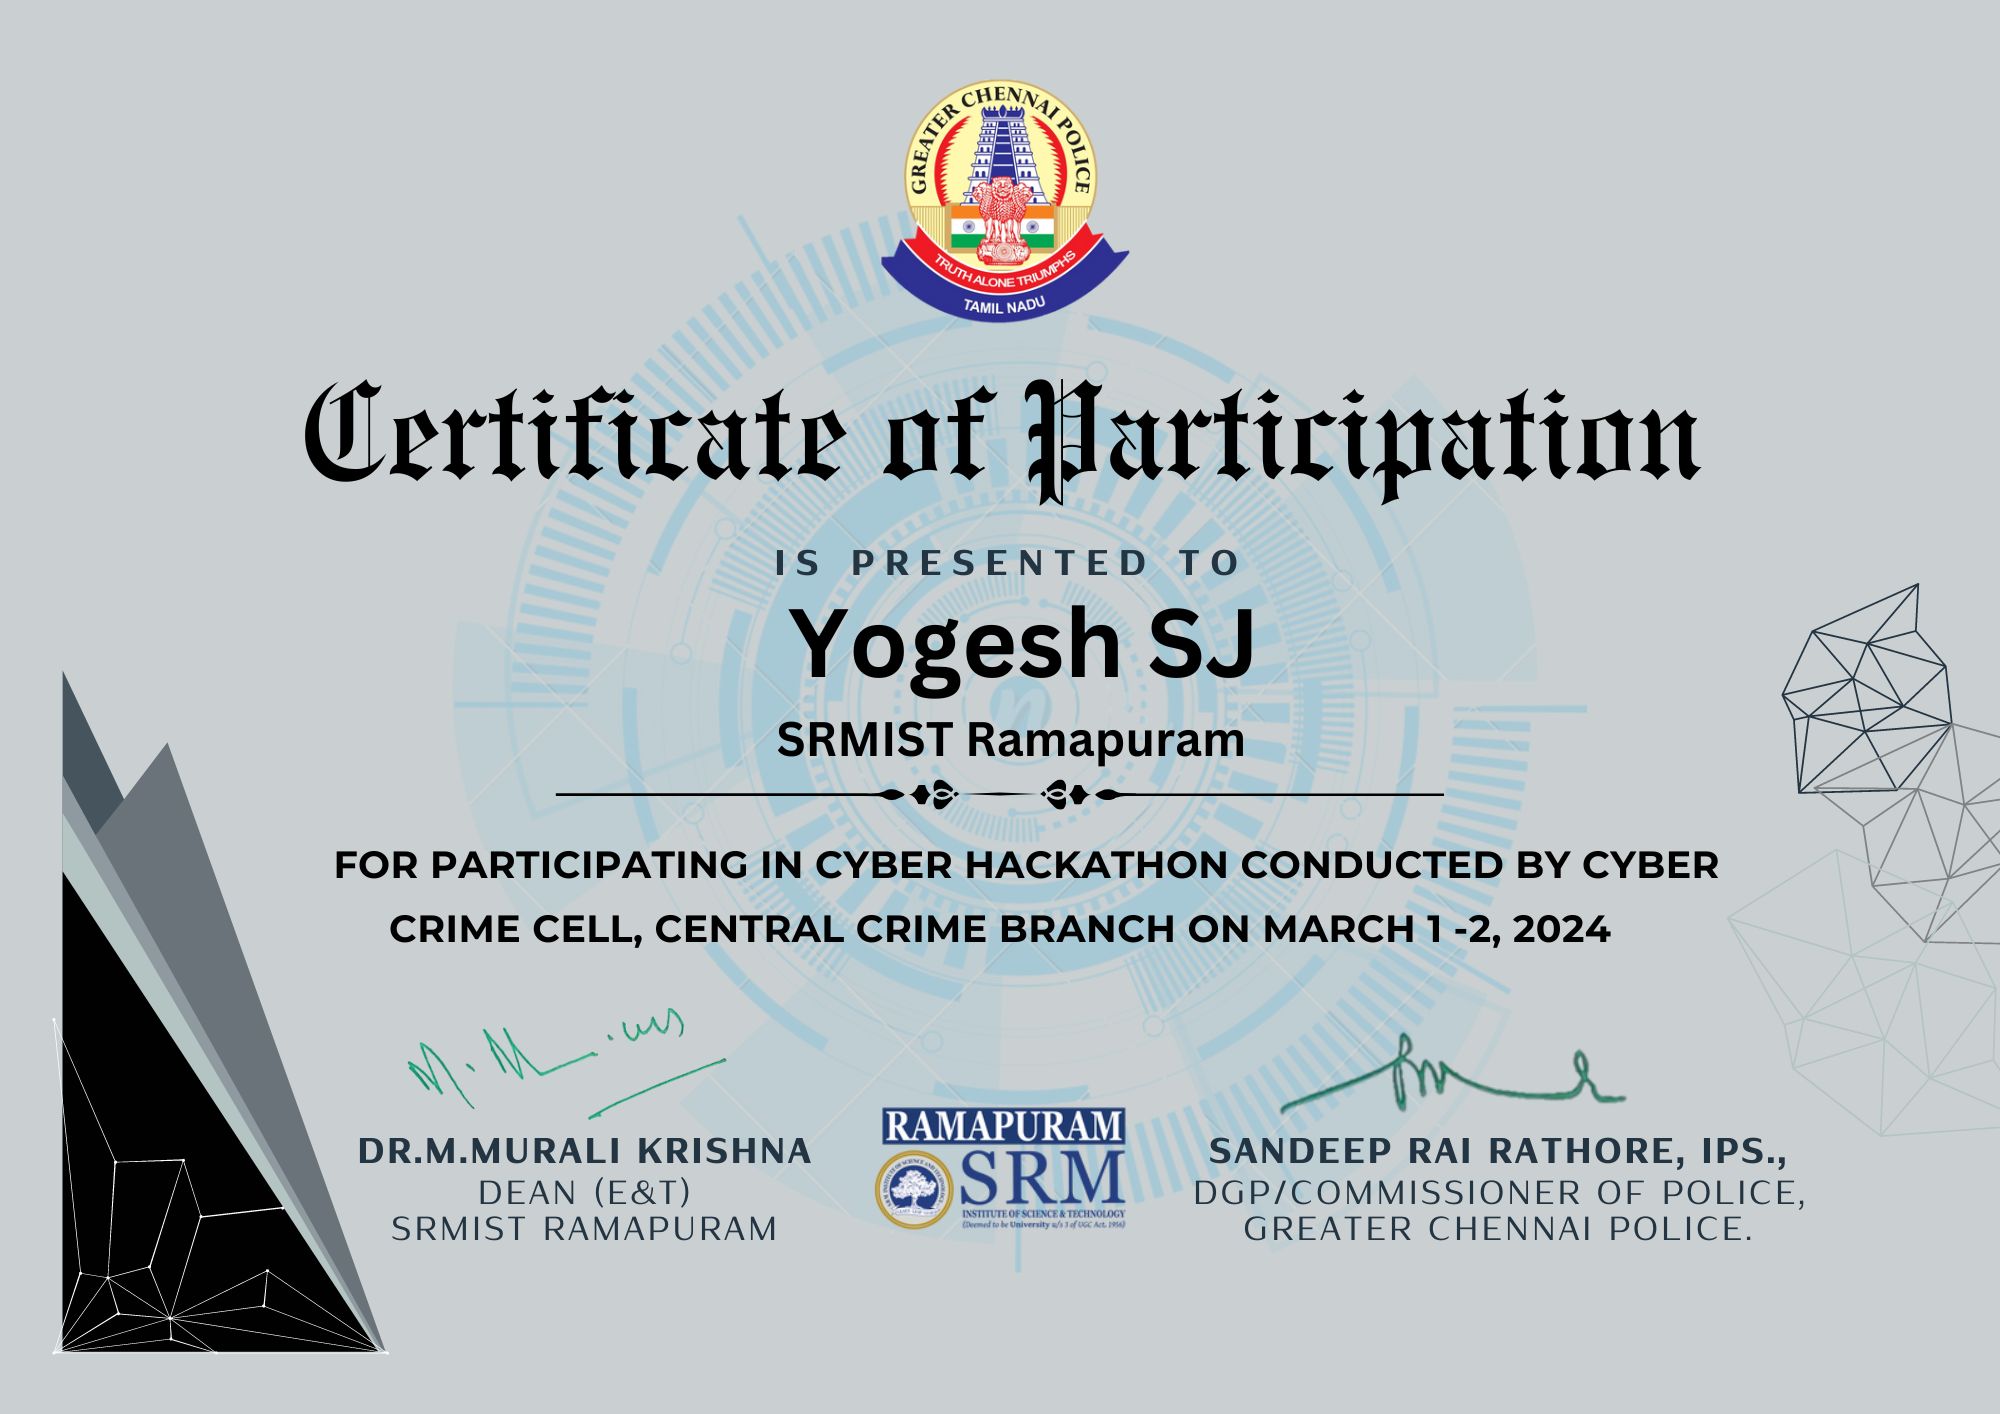 GREATER CHENNAI POLICE
TRUTH ALONE TRIUMPHS
TAMIL NADU
Certificate of Participation
IS PRESENTED TO
Yogesh SJ
SRMIST Ramapuram
FOR PARTICIPATING IN CYBER HACKATHON CONDUCTED BY CYBER
CRIME CELL, CENTRAL CRIME BRANCH ON MARCH 1 -2, 2024
DR.M.MURALI KRISHNA
DEAN (E&T)
SRMIST RAMAPURAM
RAMAPURAM
SRM
INSTITUTE OF SCIENCE & TECHNOLOGY
(Deemed to be University u/s 3 of UGC Act, 1956)
SANDEEP RAI RATHORE, IPS.,
DGP/COMMISSIONER OF POLICE,
GREATER CHENNAI POLICE.